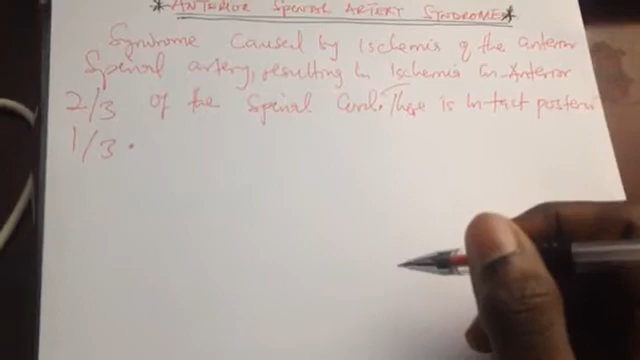 *ANTERIOR SPINAL ARTERY SYNDROME*
Syndrome caused by Ischemia of the anterior
Spinal artery, resulting in Ischemia in Anterior
2/3 of the Spinal Cord. There is Intact posterior
1/3.